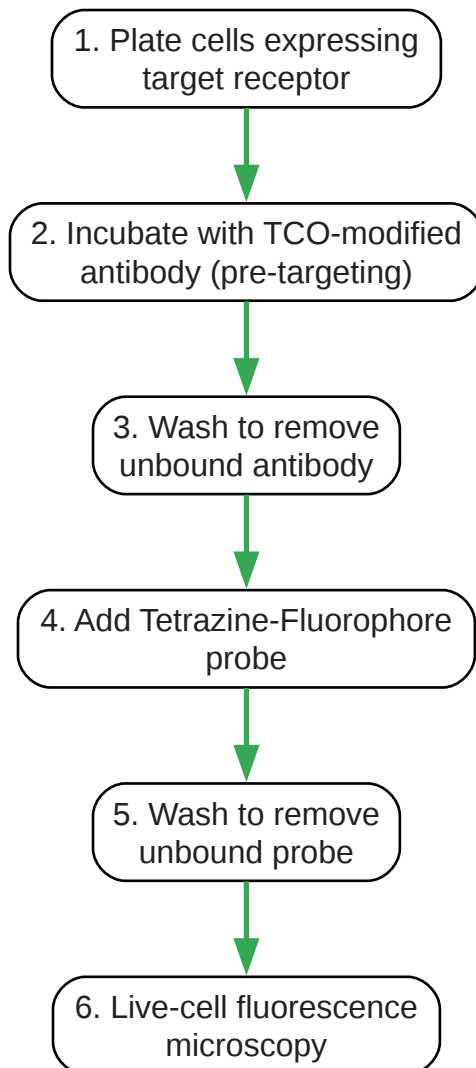 1. Plate cells expressing
target receptor
2. Incubate with TCO-modified
antibody (pre-targeting)
3. Wash to remove
unbound antibody
4. Add Tetrazine-Fluorophore
probe
5. Wash to remove
unbound probe
6. Live-cell fluorescence
microscopy